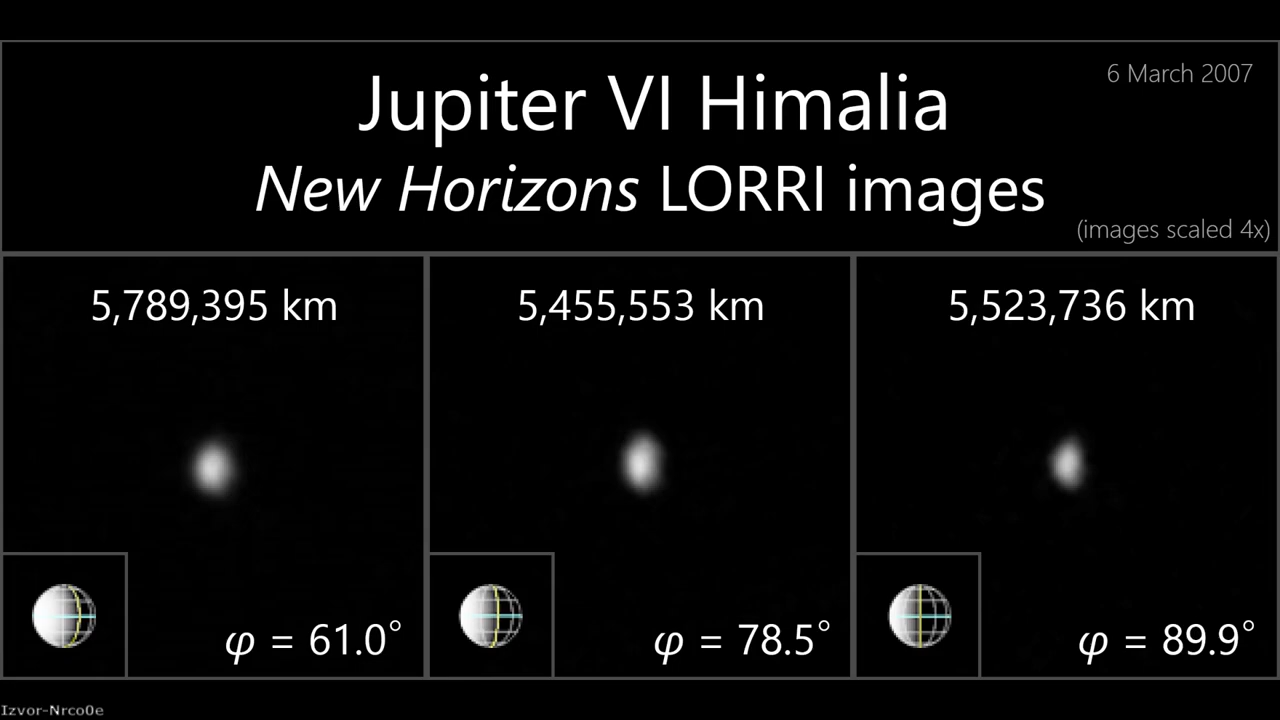 6 March 2007
Jupiter VI Himalia
New Horizons LORRI images
(images scaled 4x)
5,789,395 km
5,455,553 km
5,523,736 km
φ = 61.0°
φ = 78.5°
φ = 89.9°
Izvor-Nrco0e